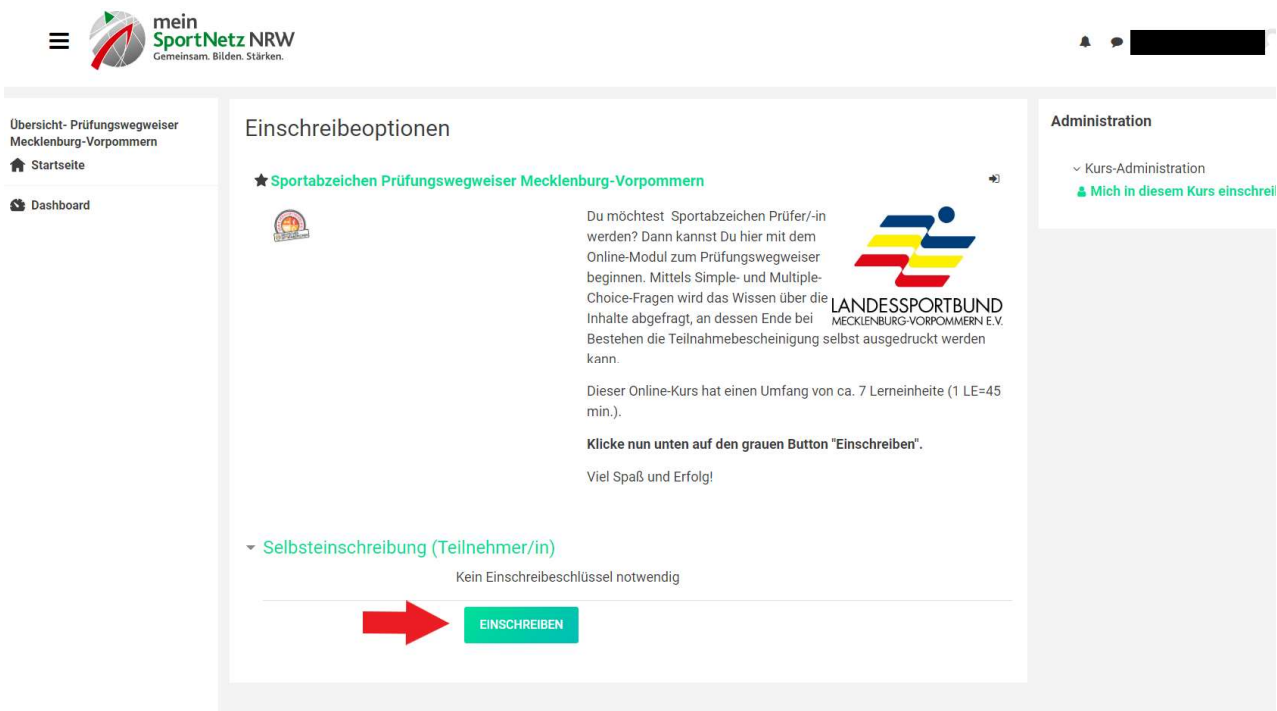 mein
SportNetz NRW
Gemeinsam. Bilden. Stärken.
Übersicht- Prüfungswegweiser
Mecklenburg-Vorpommern
Startseite
Dashboard
Einschreibeoptionen
Sportabzeichen Prüfungswegweiser Mecklenburg-Vorpommern
Du möchtest Sportabzeichen Prüfer/-in
werden? Dann kannst Du hier mit dem
Online-Modul zum Prüfungswegweiser
beginnen. Mittels Simple- und Multiple-
Choice-Fragen wird das Wissen über die
Inhalte abgefragt, an dessen Ende bei
Bestehen die Teilnahmebescheinigung selbst ausgedruckt werden
kann.
LANDESSPORTBUND
MECKLENBURG-VORPOMMERN E.V.
Dieser Online-Kurs hat einen Umfang von ca. 7 Lerneinheite (1 LE=45
min.).
Klicke nun unten auf den grauen Button "Einschreiben".
Viel Spaß und Erfolg!
Selbsteinschreibung (Teilnehmer/in)
Kein Einschreibeschlüssel notwendig
EINSCHREIBEN
Administration
Kurs-Administration
Mich in diesem Kurs einschrei